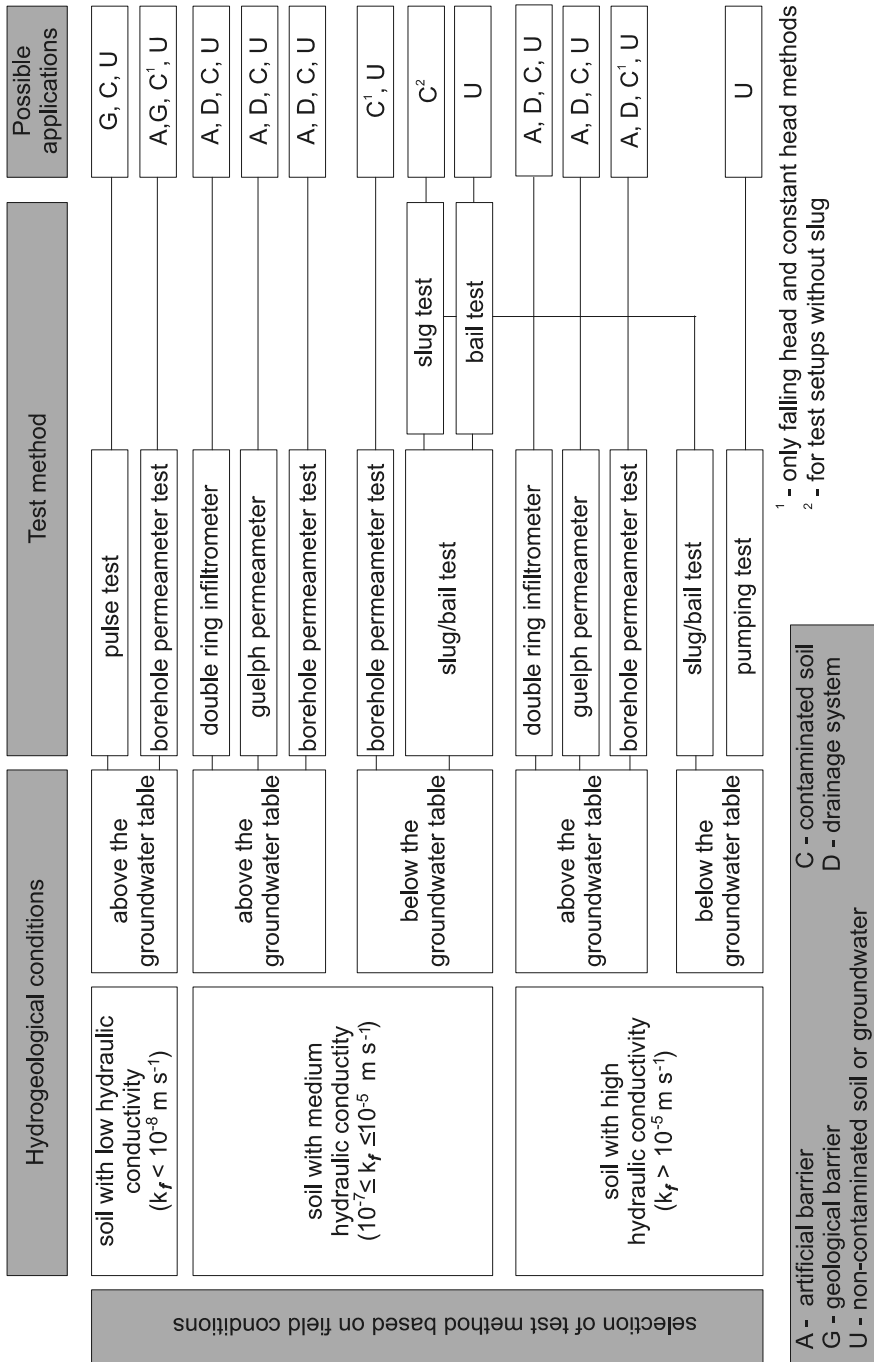 Hydrogeological conditions
Test method
Possible
applications
selection of test method based on field conditions
soil with low hydraulic
conductivity
(k𝒇 < 10⁻⁸ m s⁻¹)
above the
groundwater table
pulse test
G, C, U
borehole permeameter test
A,G, C¹, U
soil with medium
hydraulic conductity
(10⁻⁷≤ k𝒇 ≤10⁻⁵ m s⁻¹)
above the
groundwater table
double ring infiltrometer
A, D, C, U
guelph permeameter
A, D, C, U
borehole permeameter test
A, D, C, U
below the
groundwater table
borehole permeameter test
C¹, U
slug/bail test
slug test
C²
bail test
U
soil with high
hydraulic conductivity
(k𝒇 > 10⁻⁵ m s⁻¹)
above the
groundwater table
double ring infiltrometer
A, D, C, U
guelph permeameter
A, D, C, U
borehole permeameter test
A, D, C¹, U
below the
groundwater table
slug/bail test
pumping test
U
A - artificial barrier
G - geological barrier
U - non-contaminated soil or groundwater
C - contaminated soil
D - drainage system
¹ - only falling head and constant head methods
² - for test setups without slug